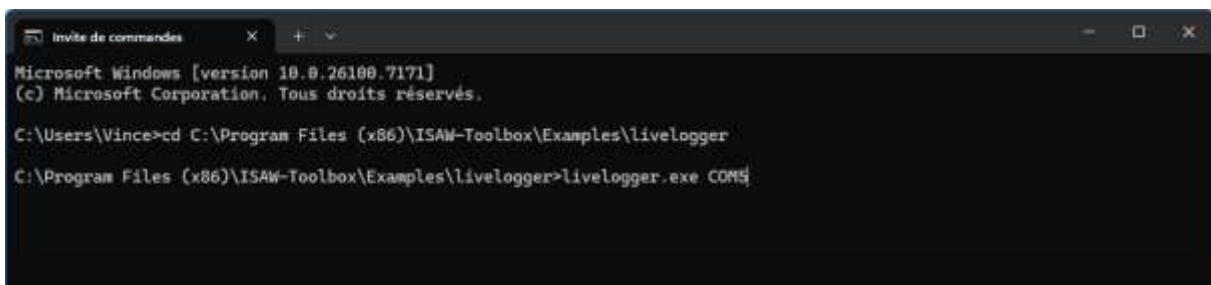 Invite de commandes
Microsoft Windows [version 10.0.26100.7171]
(c) Microsoft Corporation. Tous droits réservés.
C:\Users\Vince>cd C:\Program Files (x86)\ISAW-Toolbox\Examples\livelogger
C:\Program Files (x86)\ISAW-Toolbox\Examples\livelogger>livelogger.exe COM5